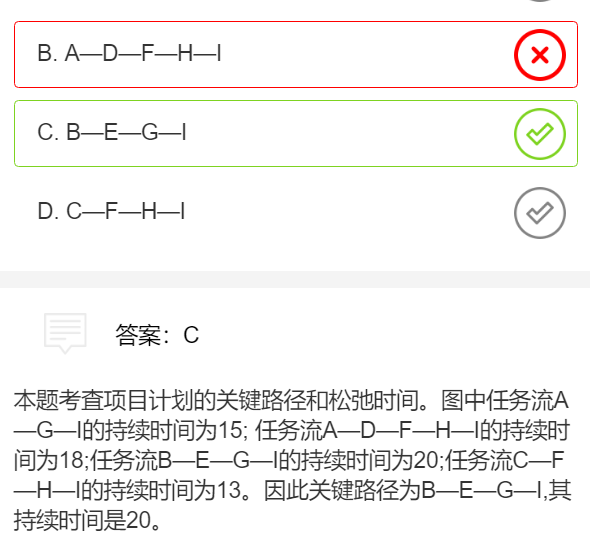 B. A—D—F—H—I
C. B—E—G—I
D. C—F—H—I
答案：C
本题考查项目计划的关键路径和松弛时间。图中任务流A
—G—I的持续时间为15; 任务流A—D—F—H—I的持续时
间为18;任务流B—E—G—I的持续时间为20;任务流C—F
—H—I的持续时间为13。因此关键路径为B—E—G—I,其
持续时间是20。